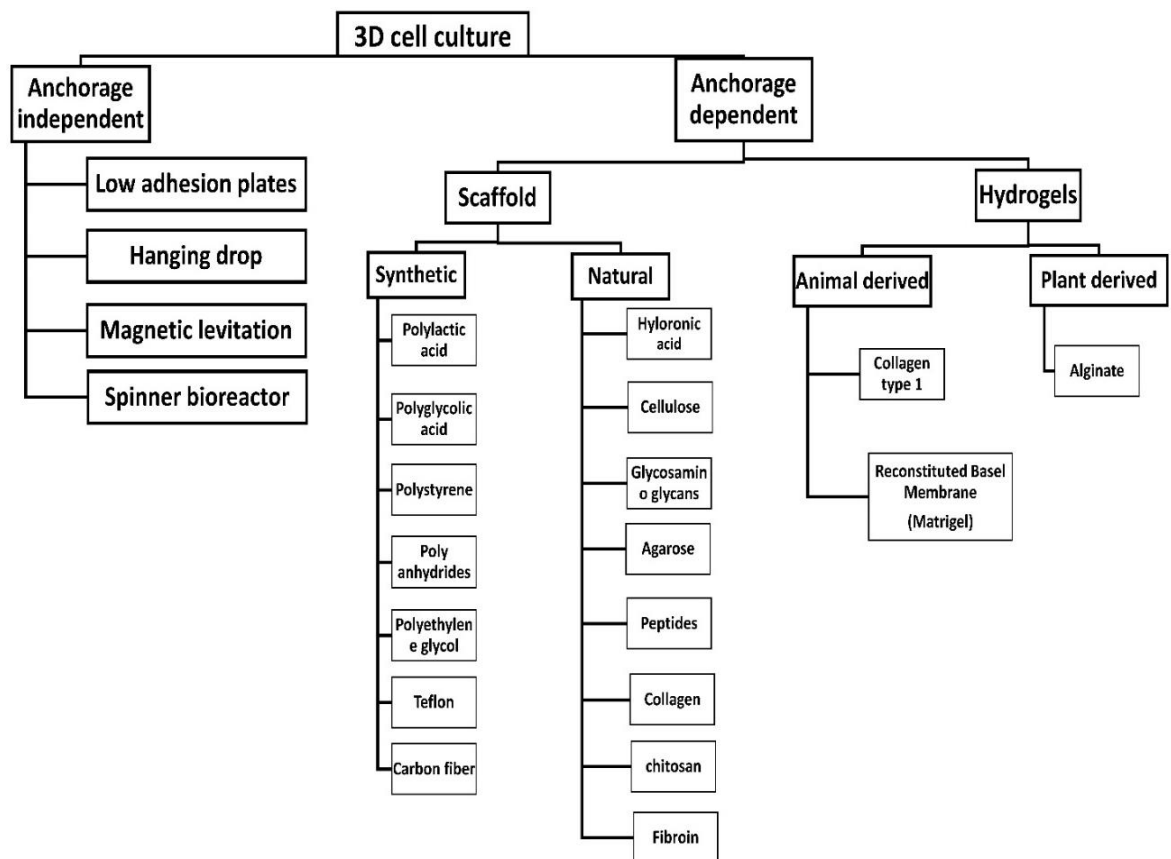 3D cell culture
Anchorage
independent
Low adhesion plates
Hanging drop
Magnetic levitation
Spinner bioreactor
Anchorage
dependent
Scaffold
Synthetic
Polylactic
acid
Polyglycolic
acid
Polystyrene
Poly
anhydrides
Polyethylen
e glycol
Teflon
Carbon fiber
Natural
Hyloronic
acid
Cellulose
Glycosamin
o glycans
Agarose
Peptides
Collagen
chitosan
Fibroin
Hydrogels
Animal derived
Collagen
type 1
Reconstituted Basel
Membrane
(Matrigel)
Plant derived
Alginate